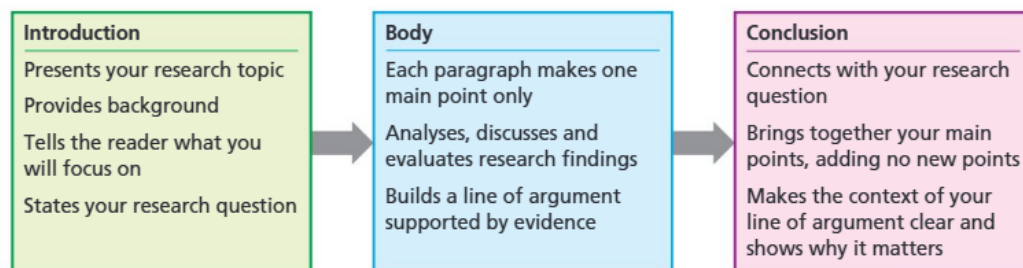 Introduction
Presents your research topic
Provides background
Tells the reader what you
will focus on
States your research question
Body
Each paragraph makes one
main point only
Analyses, discusses and
evaluates research findings
Builds a line of argument
supported by evidence
Conclusion
Connects with your research
question
Brings together your main
points, adding no new points
Makes the context of your
line of argument clear and
shows why it matters